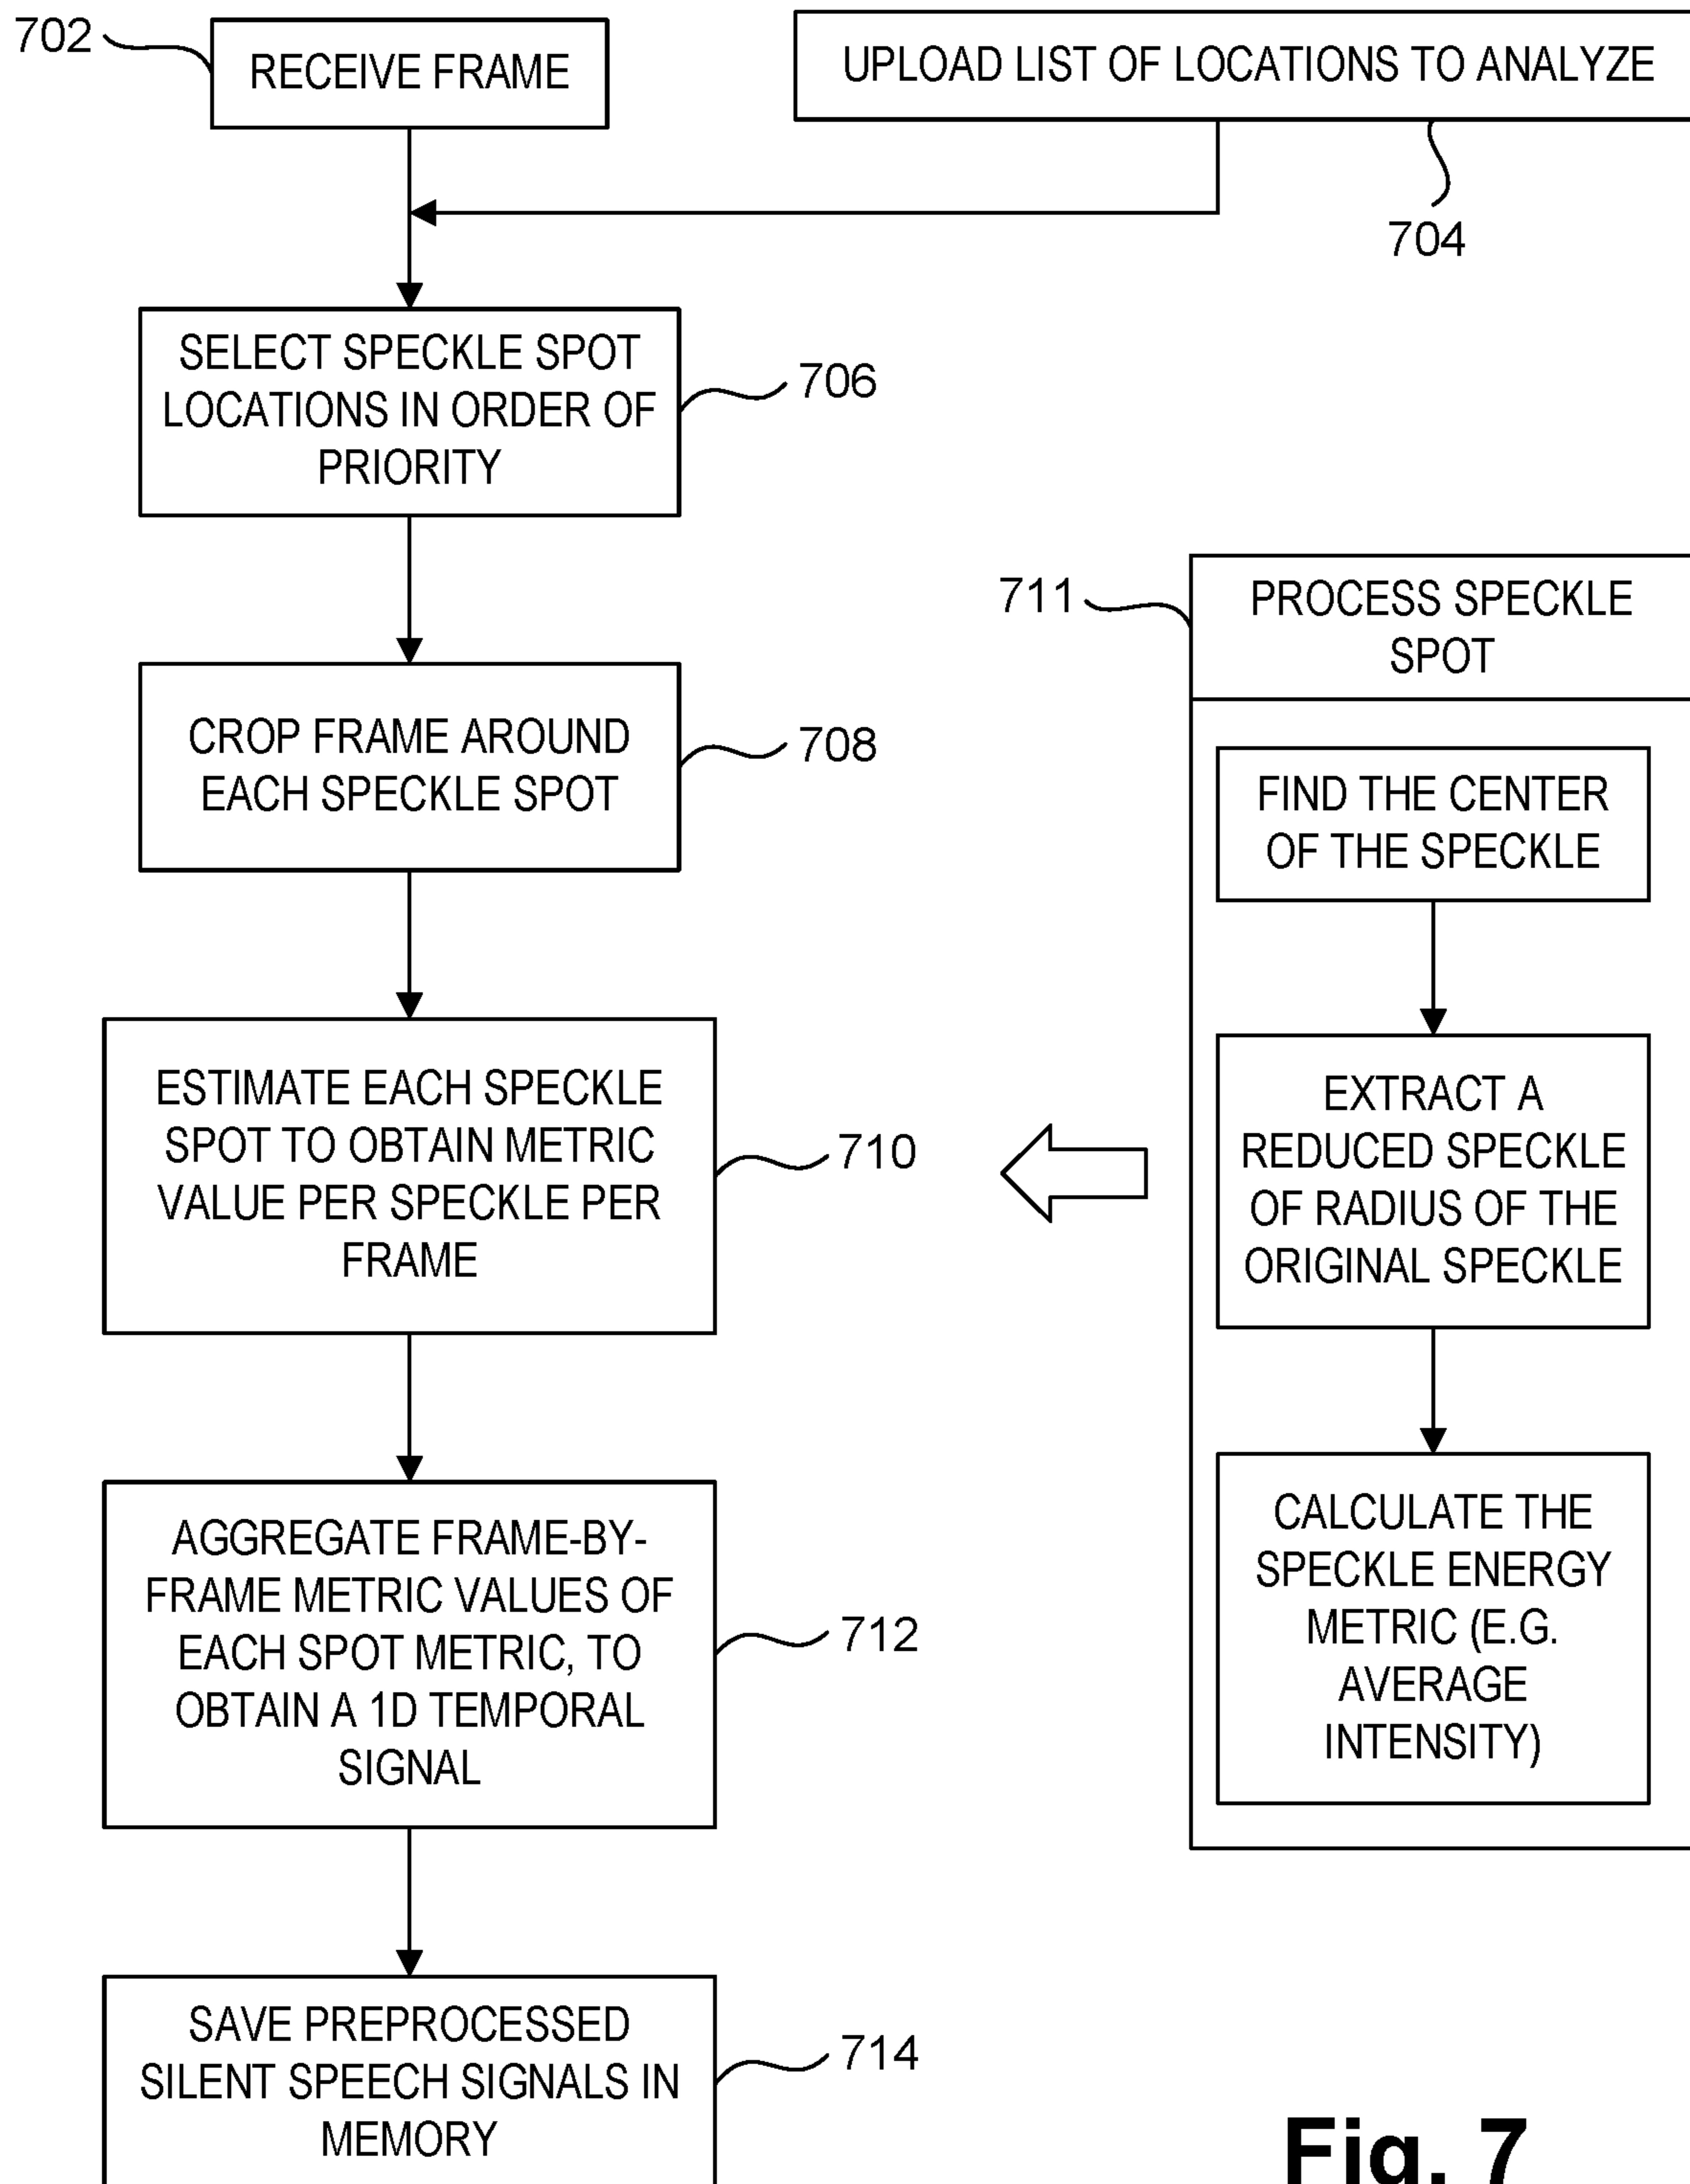 702
RECEIVE FRAME
UPLOAD LIST OF LOCATIONS TO ANALYZE
704
SELECT SPECKLE SPOT
LOCATIONS IN ORDER OF
PRIORITY
706
CROP FRAME AROUND
EACH SPECKLE SPOT
708
ESTIMATE EACH SPECKLE
SPOT TO OBTAIN METRIC
VALUE PER SPECKLE PER
FRAME
710
711
PROCESS SPECKLE
SPOT
FIND THE CENTER
OF THE SPECKLE
EXTRACT A
REDUCED SPECKLE
OF RADIUS OF THE
ORIGINAL SPECKLE
CALCULATE THE
SPECKLE ENERGY
METRIC (E.G.
AVERAGE
INTENSITY)
AGGREGATE FRAME-BY-
FRAME METRIC VALUES OF
EACH SPOT METRIC, TO
OBTAIN A 1D TEMPORAL
SIGNAL
712
SAVE PREPROCESSED
SILENT SPEECH SIGNALS IN
MEMORY
714
Fig. 7